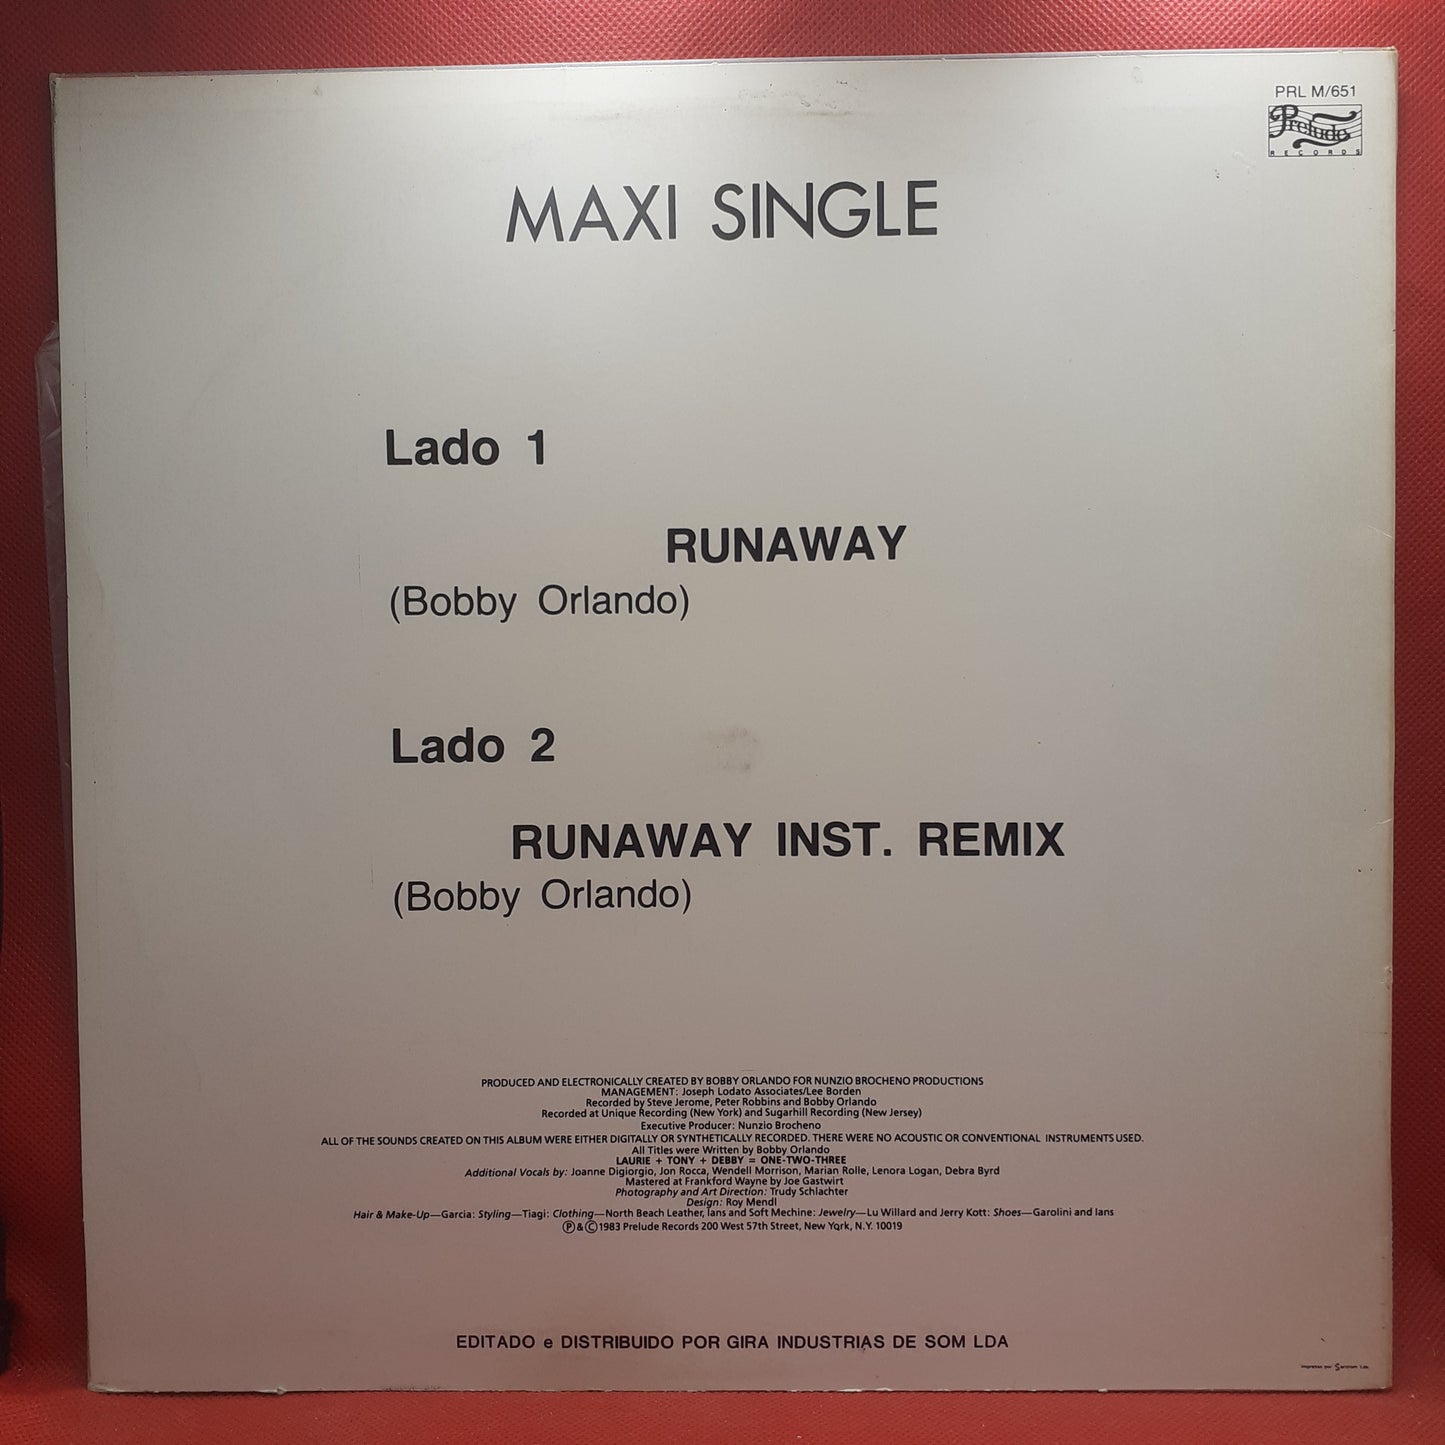 PRL M/651
Prelude
RECORDS
MAXI SINGLE
Lado 1
RUNAWAY
(Bobby Orlando)
Lado 2
RUNAWAY INST. REMIX
(Bobby Orlando)
PRODUCED AND ELECTRONICALLY CREATED BY BOBBY ORLANDO FOR NUNZIO BROCHENO PRODUCTIONS
MANAGEMENT: Joseph Lodato Associates/Lee Borden
Recorded by Steve Jerome, Peter Robbins and Bobby Orlando
Recorded at Unique Recording (New York) and Sugarhill Recording (New Jersey)
Executive Producer: Nunzio Brocheno
ALL OF THE SOUNDS CREATED ON THIS ALBUM WERE EITHER DIGITALLY OR SYNTHETICALLY RECORDED. THERE WERE NO ACOUSTIC OR CONVENTIONAL INSTRUMENTS USED.
All Titles were Written by Bobby Orlando
LAURIE + TONY + DEBBY = ONE-TWO-THREE
Additional Vocals by: Joanne Digiorgio, Jon Rocca, Wendell Morrison, Marian Rolle, Lenora Logan, Debra Byrd
Mastered at Frankford Wayne by Joe Gastwirt
Photography and Art Direction: Trudy Schlachter
Design: Roy Mendl
Hair & Make-Up—Garcia: Styling—Tiagi: Clothing—North Beach Leather, Ians and Soft Mechine: Jewelry—Lu Willard and Jerry Kott: Shoes—Garolini and Ians
Ⓟ&Ⓒ1983 Prelude Records 200 West 57th Street, New York, N.Y. 10019
EDITADO e DISTRIBUIDO POR GIRA INDUSTRIAS DE SOM LDA